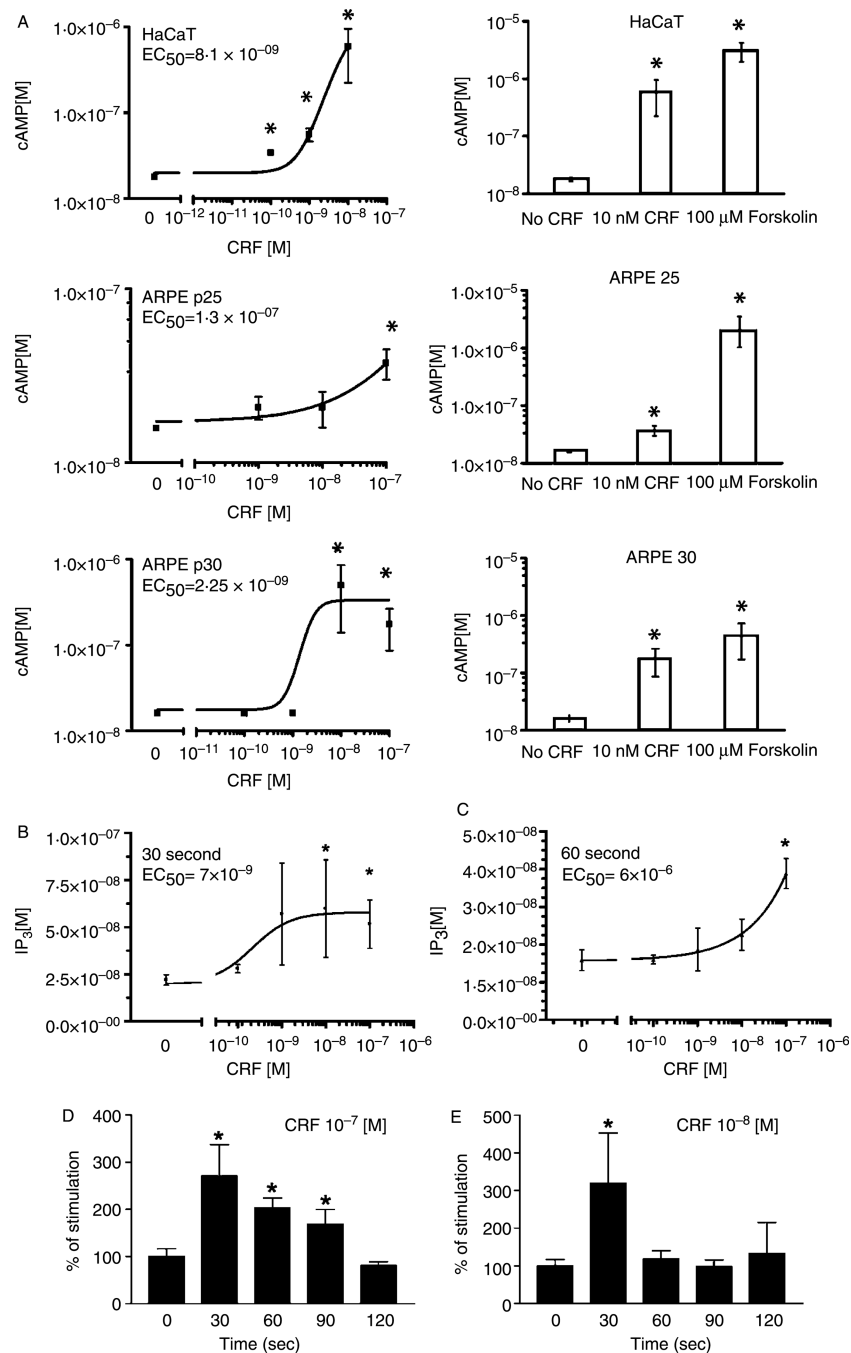 A
HaCaT
EC50=8·1 × 10−09
cAMP[M]
1·0×10−6
1·0×10−7
1·0×10−8
0 10−12 10−11 10−10 10−9 10−8 10−7
CRF [M]
* * *
HaCaT
cAMP[M]
10−5
10−6
10−7
10−8
* *
No CRF 10 nM CRF 100 μM Forskolin
ARPE p25
EC50=1·3 × 10−07
cAMP[M]
1·0×10−7
1·0×10−8
*
0 10−10 10−9 10−8 10−7
CRF [M]
ARPE 25
cAMP[M]
1·0×10−5
1·0×10−6
1·0×10−7
1·0×10−8
* *
No CRF 10 nM CRF 100 μM Forskolin
ARPE p30
EC50=2·25 × 10−09
cAMP[M]
1·0×10−6
1·0×10−7
1·0×10−8
* *
0 10−11 10−10 10−9 10−8 10−7
CRF [M]
ARPE 30
cAMP[M]
10−5
10−6
10−7
10−8
* *
No CRF 10 nM CRF 100 μM Forskolin
B
30 second
EC50= 7×10−9
IP3[M]
1·0×10−07
7·5×10−08
5·0×10−08
2·5×10−08
0·0×10−00
* *
0 10−10 10−9 10−8 10−7 10−6
CRF [M]
C
60 second
EC50= 6×10−6
IP3[M]
5·0×10−08
4·0×10−08
3·0×10−08
2·0×10−08
1·5×10−08
0·0×10−00
*
0 10−10 10−9 10−8 10−7 10−6
CRF [M]
D
CRF 10−7 [M]
% of stimulation
400
300
200
100
0
* * *
0 30 60 90 120
Time (sec)
E
CRF 10−8 [M]
% of stimulation
500
400
300
200
100
0
*
0 30 60 90 120
Time (sec)